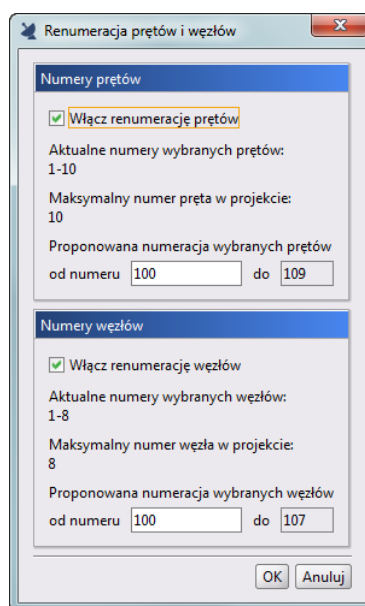 Renumeracja prętów i węzłów
Numery prętów
Włącz renumerację prętów
Aktualne numery wybranych prętów:
1-10
Maksymalny numer pręta w projekcie:
10
Proponowana numeracja wybranych prętów
od numeru 100 do 109
Numery węzłów
Włącz renumerację węzłów
Aktualne numery wybranych węzłów:
1-8
Maksymalny numer węzła w projekcie:
8
Proponowana numeracja wybranych węzłów
od numeru 100 do 107
OK Anuluj